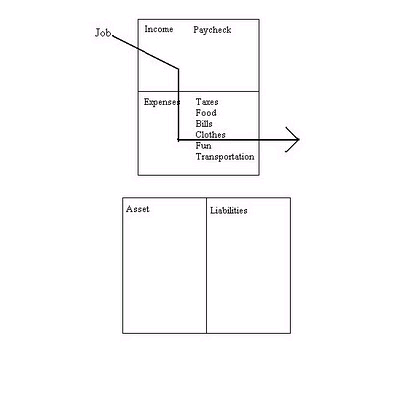 Job
Income Paycheck
Expenses Taxes
Food
Bills
Clothes
Fun
Transportation
Asset Liabilities